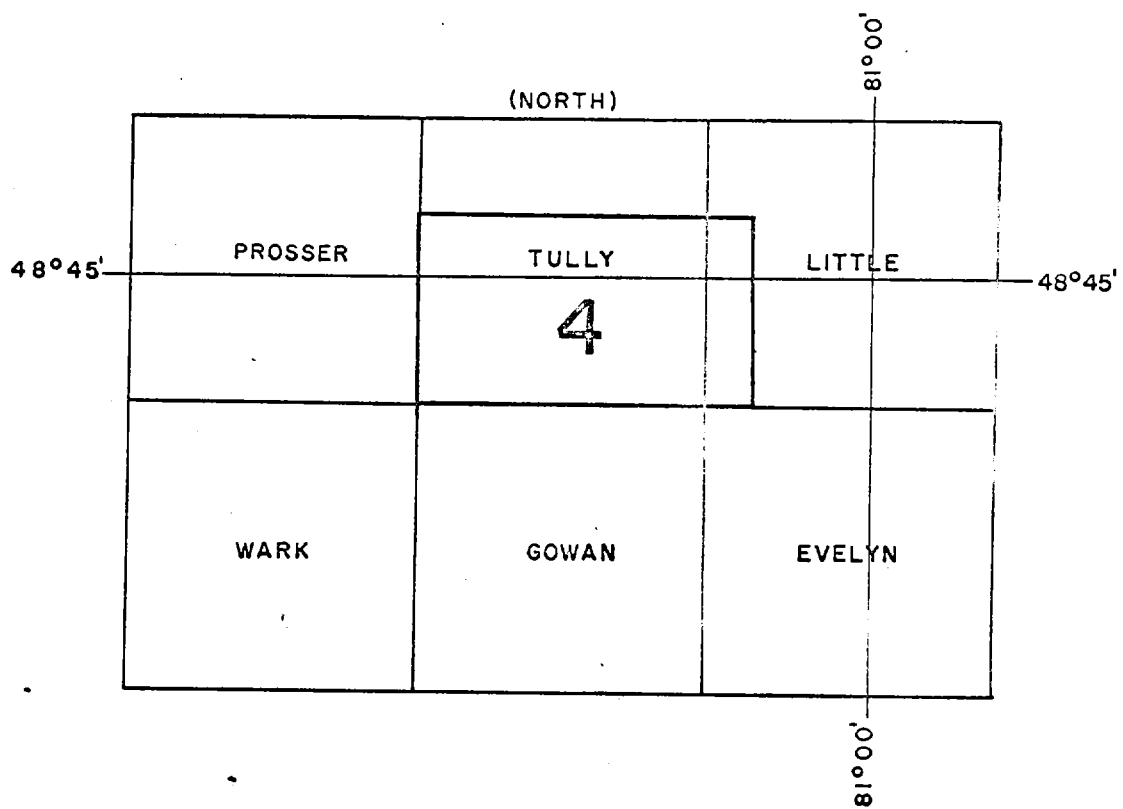 81°00'
(NORTH)
PROSSER
TULLY
LITTLE
48°45'
48°45'
4
WARK
GOWAN
EVELYN
81°00'